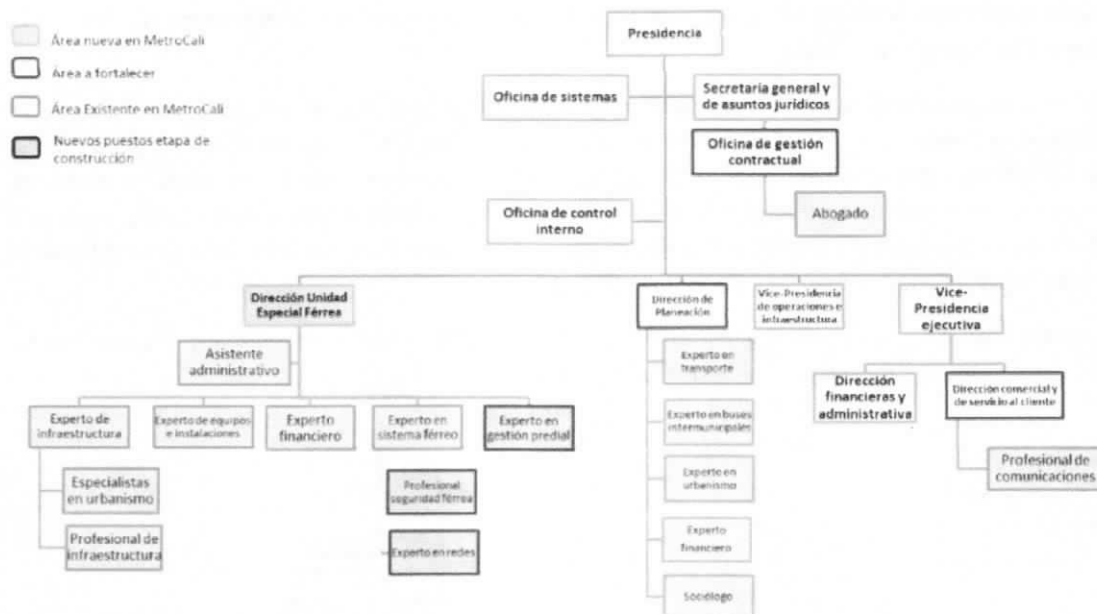 Área nueva en MetroCali
Área a fortalecer
Área Existente en MetroCali
Nuevos puestos etapa de
construcción
Presidencia
Oficina de sistemas
Secretaría general y
de asuntos jurídicos
Oficina de gestión
contractual
Abogado
Oficina de control
interno
Dirección Unidad
Especial Férrea
Dirección de
Planeación
Vice-Presidencia
de operaciones e
infraestructura
Vice-
Presidencia
ejecutiva
Asistente
administrativo
Experto de
infraestructura
Experto de equipos
e instalaciones
Experto
financiero
Experto en
sistema férreo
Experto en
gestión predial
Especialistas
en urbanismo
Profesional de
infraestructura
Profesional
seguridad férrea
Experto en redes
Experto en
transporte
Experto en buses
intermunicipales
Experto en
urbanismo
Experto
financiero
Sociólogo
Dirección
financieras y
administrativa
Dirección comercial y
de servicio al cliente
Profesional de
comunicaciones